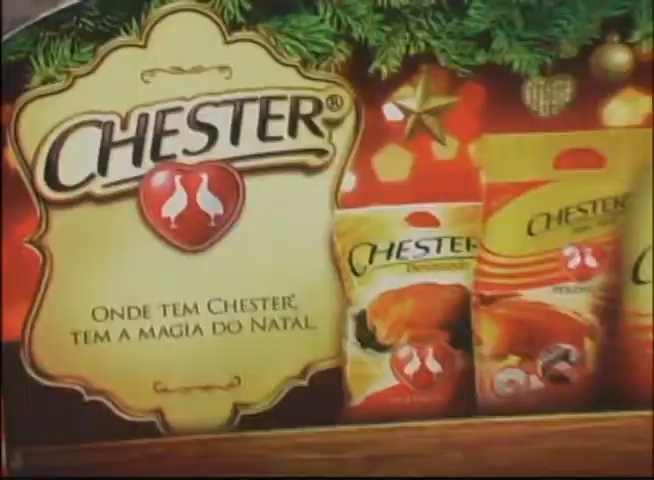 CHESTER®
ONDE TEM CHESTER®,
TEM A MAGIA DO NATAL.
CHESTER
CHESTER